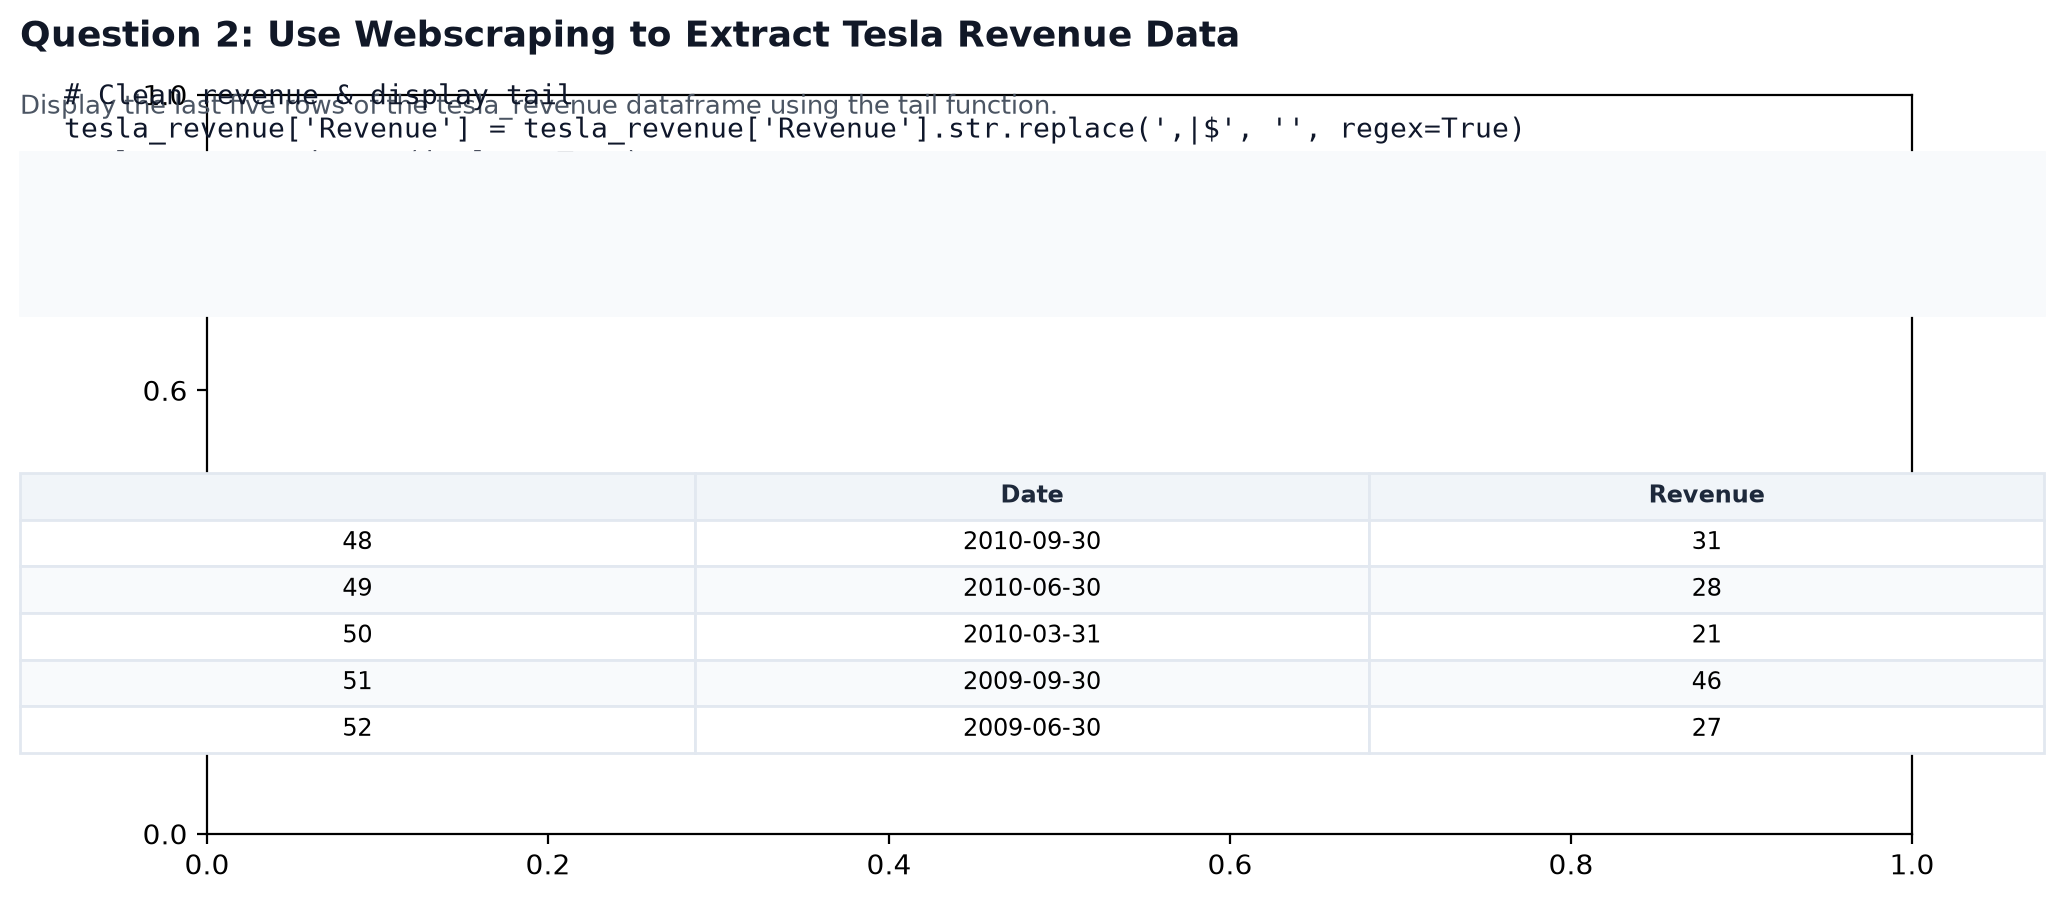 Question 2: Use Webscraping to Extract Tesla Revenue Data
# Clean revenue & display tail
Display the last five rows of the tesla_revenue dataframe using the tail function.
tesla_revenue['Revenue'] = tesla_revenue['Revenue'].str.replace(',|$', '', regex=True)
1.0
0.6
Date Revenue
48 2010-09-30 31
49 2010-06-30 28
50 2010-03-31 21
51 2009-09-30 46
52 2009-06-30 27
0.0
0.0 0.2 0.4 0.6 0.8 1.0